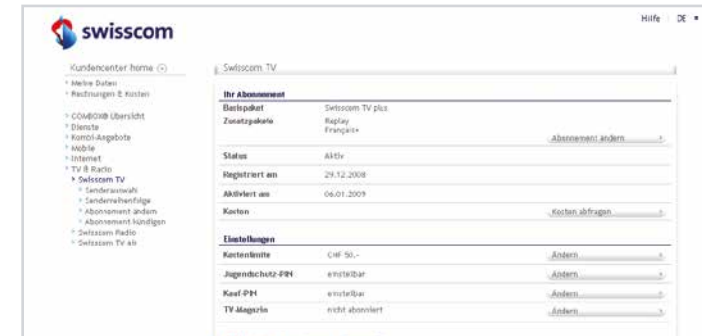 Hilfe DE
swisscom
Kundencenter home
Meine Daten
Rechnungen & Kosten
COMBOX® Übersicht
Dienste
Kombi-Angebote
Mobile
Internet
TV & Radio
Swisscom TV
Senderauswahl
Senderreihenfolge
Abonnement ändern
Abonnement kündigen
Swisscom Radio
Swisscom TV als
Swisscom TV
Ihr Abonnement
Basispaket Swisscom TV plus
Zusatzpakete Replay
Français+
Abonnement ändern
Status Aktiv
Registriert am 29.12.2008
Aktiviert am 06.01.2009
Kosten Kosten abfragen
Einstellungen
Kostenlimite CHF 50.- Ändern
Jugendschutz-PIN einstellbar Ändern
Kauf-PIN einstellbar Ändern
TV-Magazin nicht abonniert Ändern